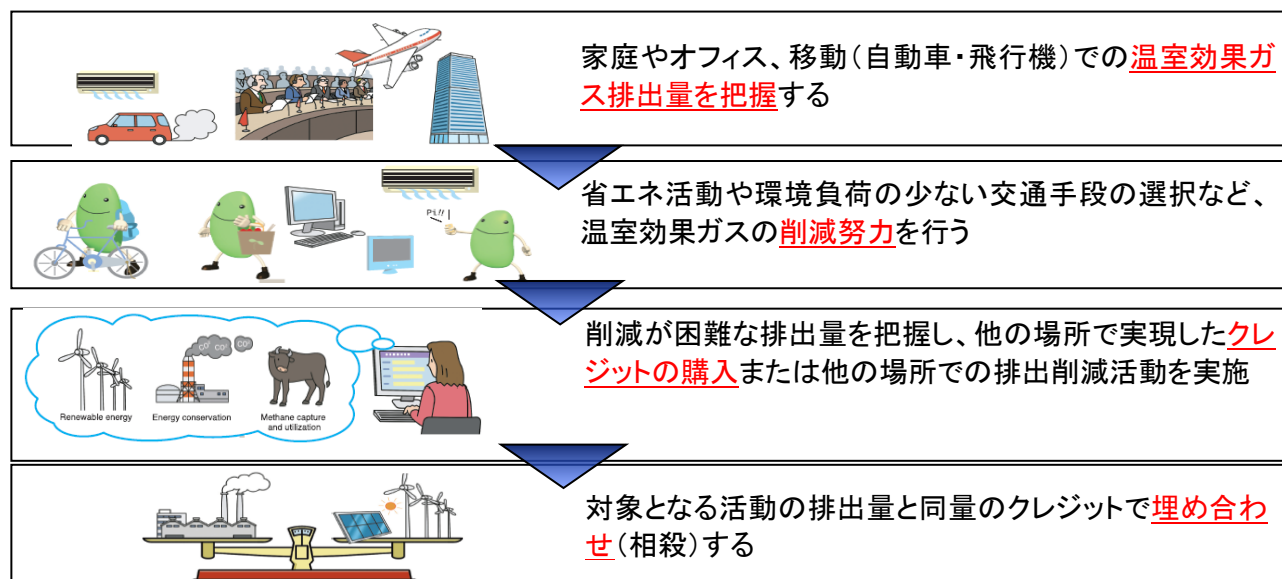 家庭やオフィス、移動(自動車・飛行機)での温室効果ガ
ス排出量を把握する
省エネ活動や環境負荷の少ない交通手段の選択など、
温室効果ガスの削減努力を行う
Pi!!
削減が困難な排出量を把握し、他の場所で実現したクレ
ジットの購入または他の場所での排出削減活動を実施
CO² CO² CO²
Renewable energy
Energy conservation
Methane capture
and utilization
対象となる活動の排出量と同量のクレジットで埋め合わ
せ(相殺)する